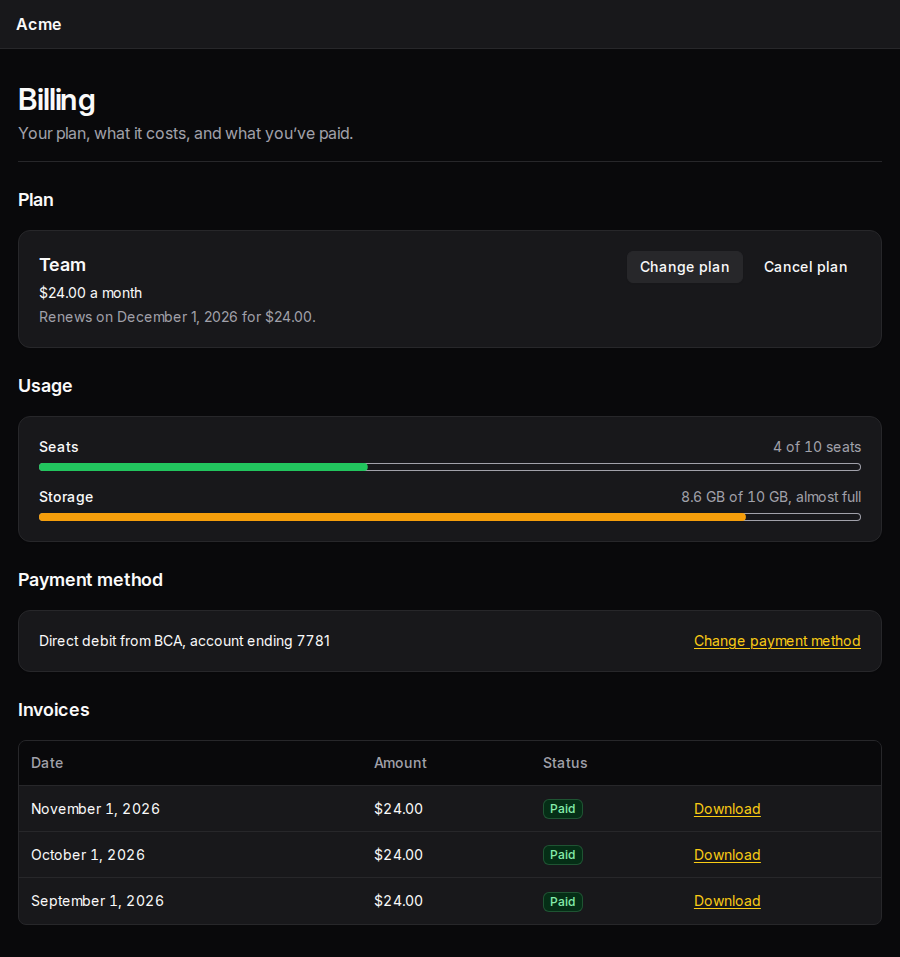 Acme
Billing
Your plan, what it costs, and what you’ve paid.
Plan
Team
Change plan
Cancel plan
$24.00 a month
Renews on December 1, 2026 for $24.00.
Usage
Seats
4 of 10 seats
Storage
8.6 GB of 10 GB, almost full
Payment method
Direct debit from BCA, account ending 7781
Change payment method
Invoices
Date Amount Status
November 1, 2026 $24.00 Paid Download
October 1, 2026 $24.00 Paid Download
September 1, 2026 $24.00 Paid Download